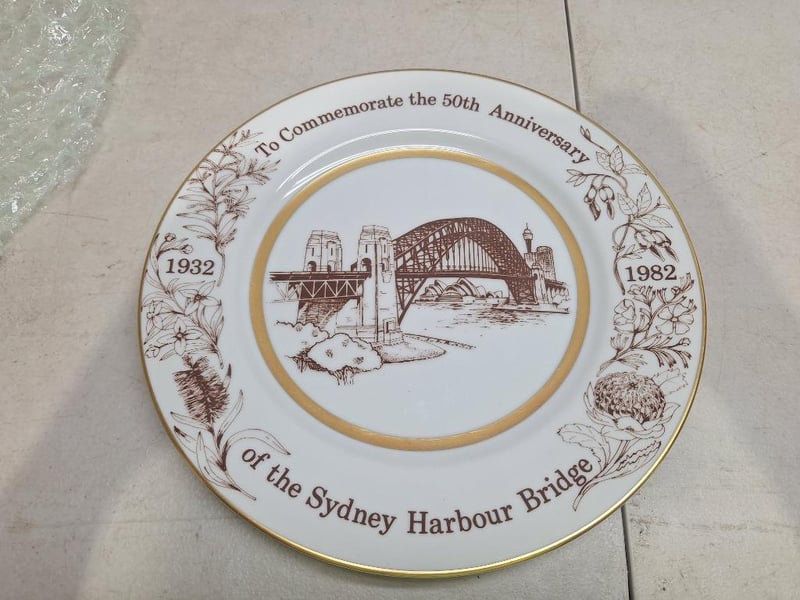 To Commemorate the 50th Anniversary
1932
1982
of the Sydney Harbour Bridge